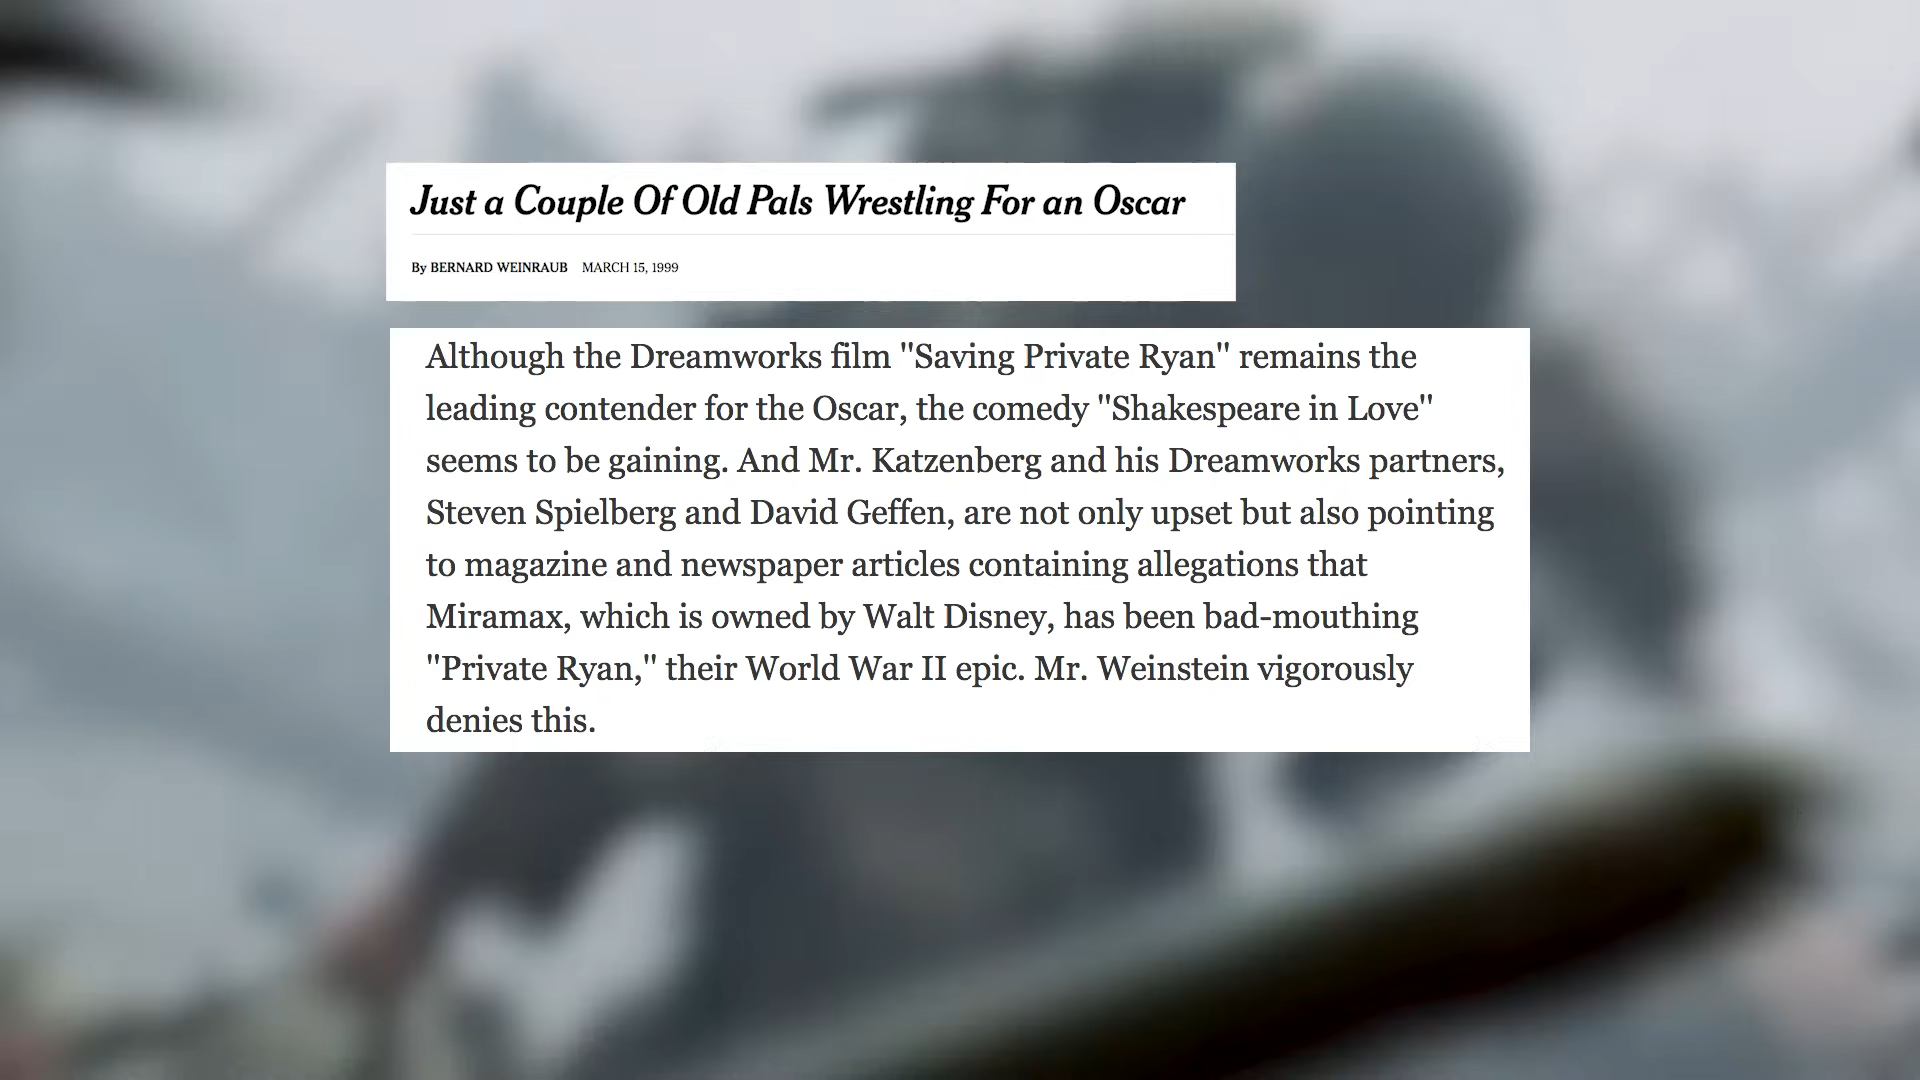 Just a Couple Of Old Pals Wrestling For an Oscar
By BERNARD WEINRAUB MARCH 15, 1999
Although the Dreamworks film "Saving Private Ryan" remains the
leading contender for the Oscar, the comedy "Shakespeare in Love"
seems to be gaining. And Mr. Katzenberg and his Dreamworks partners,
Steven Spielberg and David Geffen, are not only upset but also pointing
to magazine and newspaper articles containing allegations that
Miramax, which is owned by Walt Disney, has been bad-mouthing
"Private Ryan," their World War II epic. Mr. Weinstein vigorously
denies this.